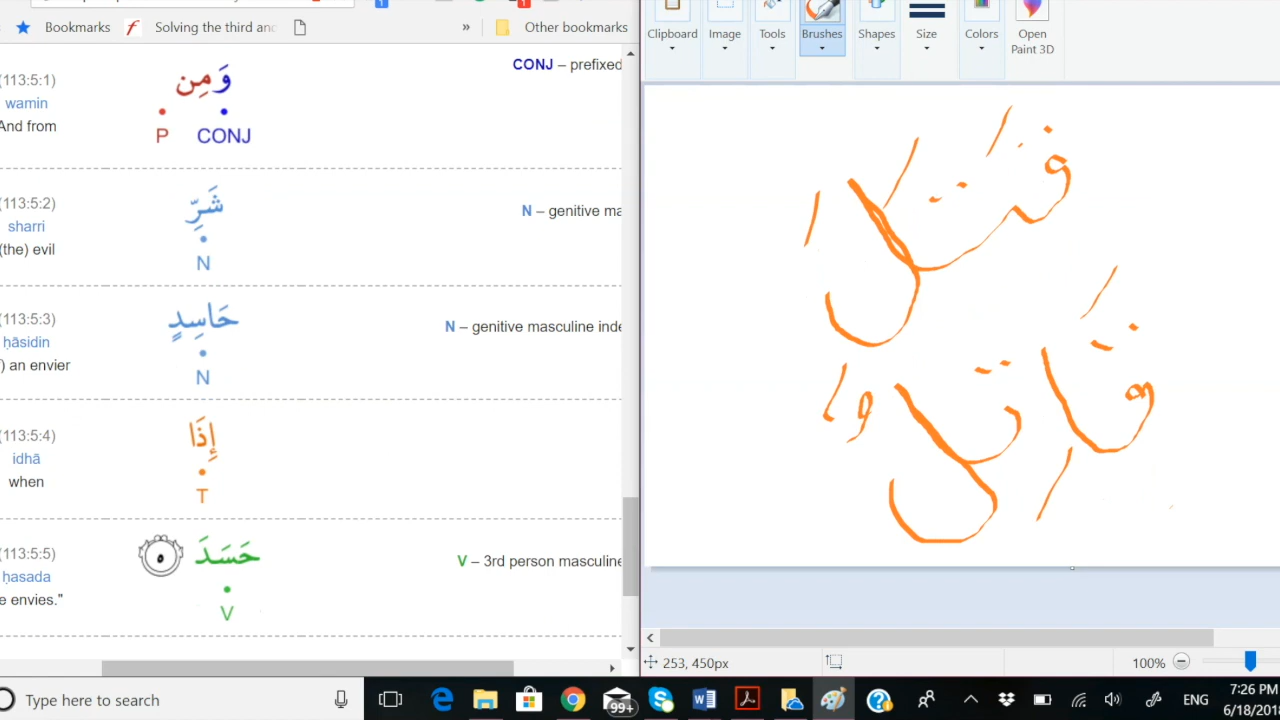 Bookmarks
Solving the third and
»
Other bookmarks
(113:5:1)
wamin
And from
وَمِن
P CONJ
CONJ – prefixed
(113:5:2)
sharri
(the) evil
شَرِّ
N
N – genitive ma
(113:5:3)
ḥāsidin
) an envier
حَاسِدٍ
N
N – genitive masculine inde
(113:5:4)
idhā
when
إِذَا
T
(113:5:5)
ḥasada
e envies."
حَسَدَ ٥
V
V – 3rd person masculine
Clipboard
Image
Tools
Brushes
Shapes
Size
Colors
Open
Paint 3D
253, 450px
100%
Type here to search
99+
ENG
7:26 PM
6/18/201